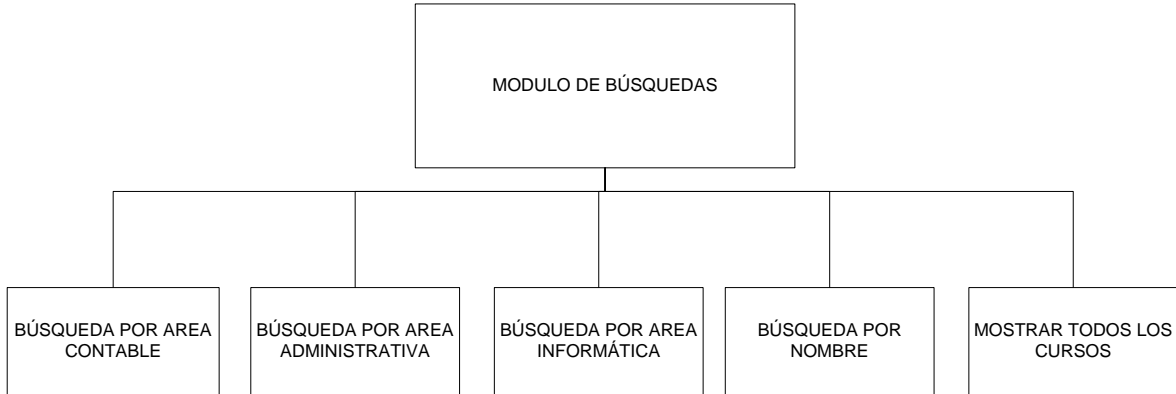 MODULO DE BÚSQUEDAS
BÚSQUEDA POR AREA
CONTABLE
BÚSQUEDA POR AREA
ADMINISTRATIVA
BÚSQUEDA POR AREA
INFORMÁTICA
BÚSQUEDA POR
NOMBRE
MOSTRAR TODOS LOS
CURSOS